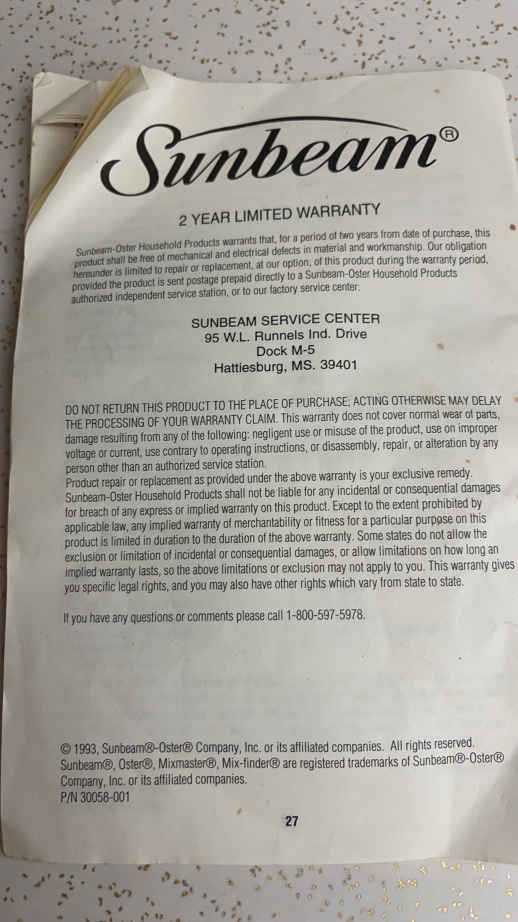 Sunbeam®
2 YEAR LIMITED WARRANTY
Sunbeam-Oster Household Products warrants that, for a period of two years from date of purchase, this
product shall be free of mechanical and electrical defects in material and workmanship. Our obligation
hereunder is limited to repair or replacement, at our option, of this product during the warranty period,
provided the product is sent postage prepaid directly to a Sunbeam-Oster Household Products
authorized independent service station, or to our factory service center:
SUNBEAM SERVICE CENTER
95 W.L. Runnels Ind. Drive
Dock M-5
Hattiesburg, MS. 39401
DO NOT RETURN THIS PRODUCT TO THE PLACE OF PURCHASE; ACTING OTHERWISE MAY DELAY
THE PROCESSING OF YOUR WARRANTY CLAIM. This warranty does not cover normal wear of parts,
damage resulting from any of the following: negligent use or misuse of the product, use on improper
voltage or current, use contrary to operating instructions, or disassembly, repair, or alteration by any
person other than an authorized service station.
Product repair or replacement as provided under the above warranty is your exclusive remedy.
Sunbeam-Oster Household Products shall not be liable for any incidental or consequential damages
for breach of any express or implied warranty on this product. Except to the extent prohibited by
applicable law, any implied warranty of merchantability or fitness for a particular purpose on this
product is limited in duration to the duration of the above warranty. Some states do not allow the
exclusion or limitation of incidental or consequential damages, or allow limitations on how long an
implied warranty lasts, so the above limitations or exclusion may not apply to you. This warranty gives
you specific legal rights, and you may also have other rights which vary from state to state.
If you have any questions or comments please call 1-800-597-5978.
© 1993, Sunbeam®-Oster® Company, Inc. or its affiliated companies. All rights reserved.
Sunbeam®, Oster®, Mixmaster®, Mix-finder® are registered trademarks of Sunbeam®-Oster®
Company, Inc. or its affiliated companies.
P/N 30058-001
27